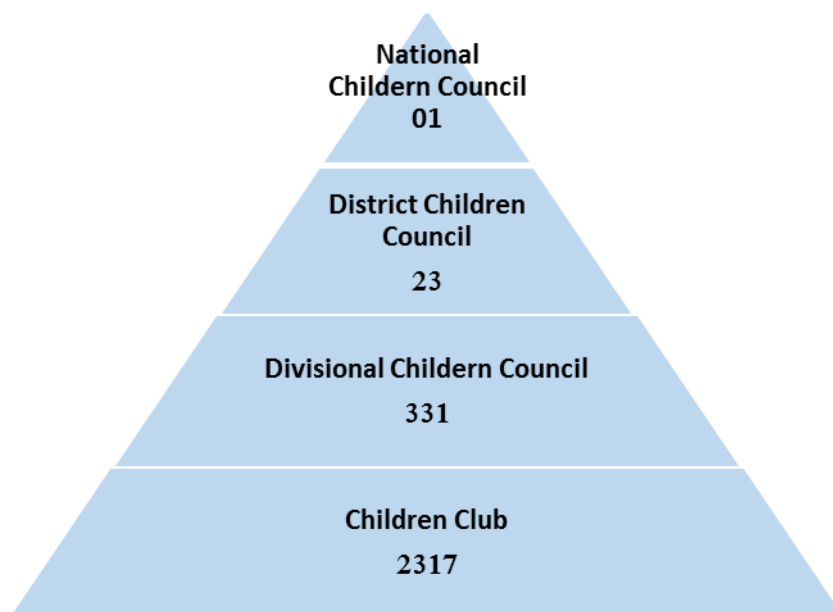 National
Childern Council
01
District Children
Council
23
Divisional Childern Council
331
Children Club
2317